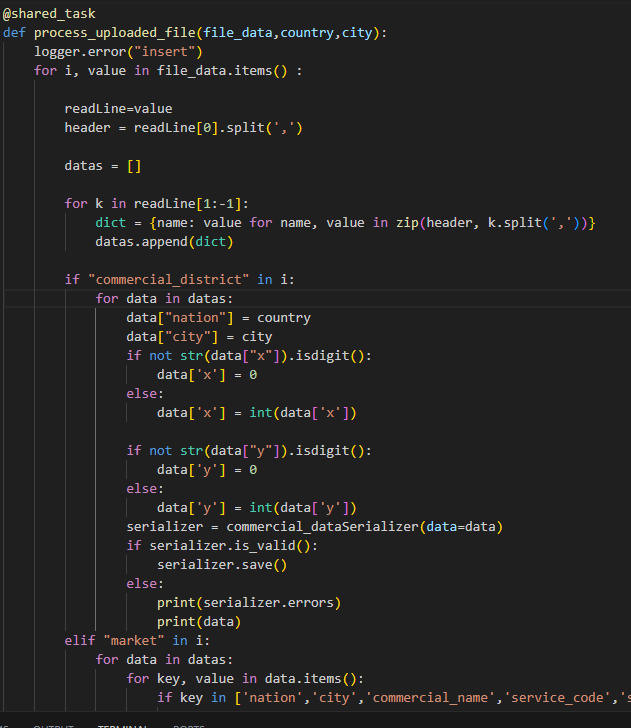 @shared_task
def process_uploaded_file(file_data,country,city):
    logger.error("insert")
    for i, value in file_data.items() :
        readLine=value
        header = readLine[0].split(',')
        datas = []
        for k in readLine[1:-1]:
            dict = {name: value for name, value in zip(header, k.split(','))}
            datas.append(dict)
        if "commercial_district" in i:
            for data in datas:
                data["nation"] = country
                data["city"] = city
                if not str(data["x"]).isdigit():
                    data['x'] = 0
                else:
                    data['x'] = int(data['x'])
                if not str(data["y"]).isdigit():
                    data['y'] = 0
                else:
                    data['y'] = int(data['y'])
                serializer = commercial_dataSerializer(data=data)
                if serializer.is_valid():
                    serializer.save()
                else:
                    print(serializer.errors)
                    print(data)
        elif "market" in i:
            for data in datas:
                for key, value in data.items():
                    if key in ['nation','city','commercial_name','service_code','s